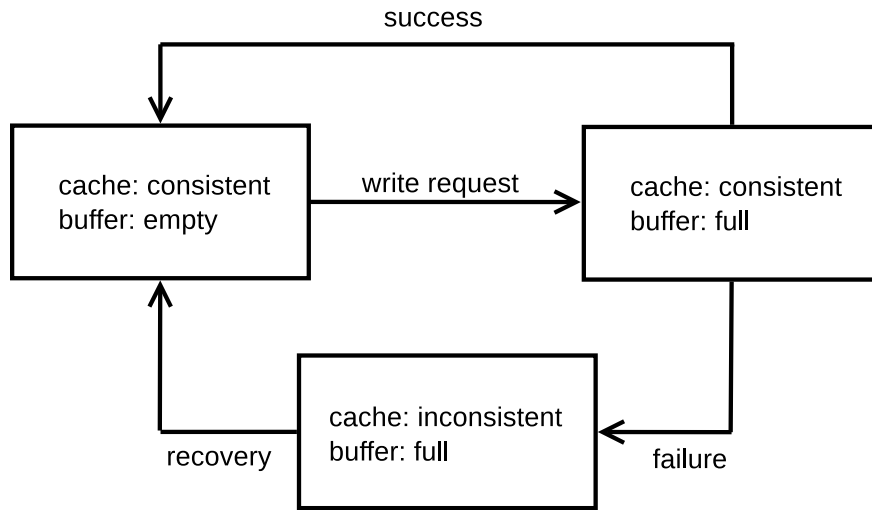 success
cache: consistent
buffer: empty
write request
cache: consistent
buffer: full
cache: inconsistent
buffer: full
recovery
failure